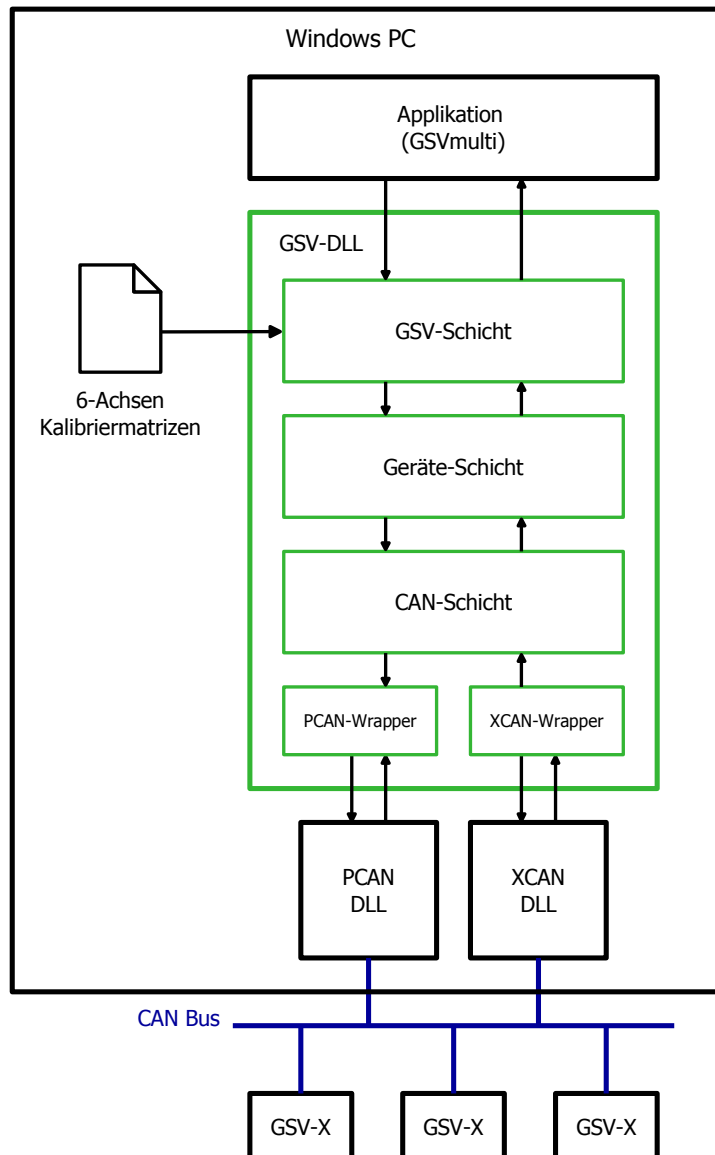 Windows PC
Applikation
(GSVmulti)
GSV-DLL
GSV-Schicht
6-Achsen
Kalibriermatrizen
Geräte-Schicht
CAN-Schicht
PCAN-Wrapper
XCAN-Wrapper
PCAN
DLL
XCAN
DLL
CAN Bus
GSV-X
GSV-X
GSV-X